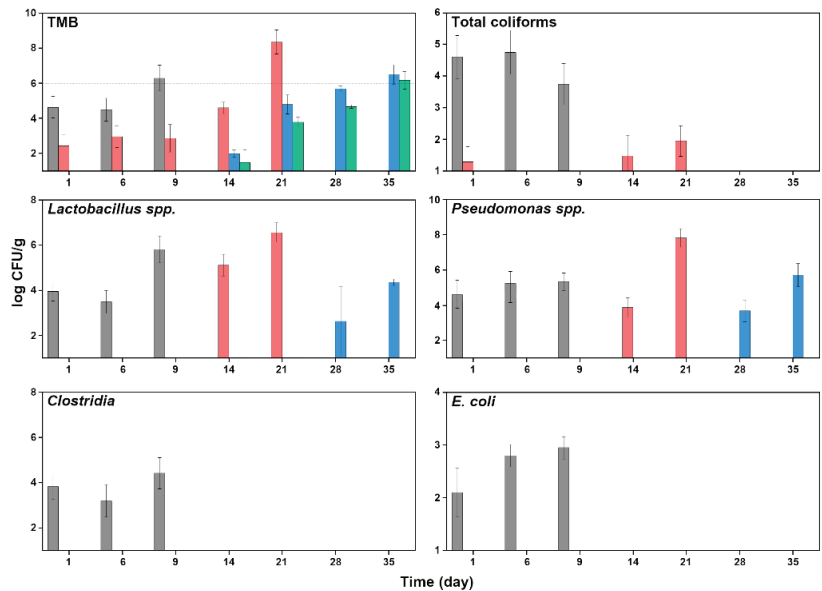 TMB
10
8
6
4
2
1 6 9 14 21 28 35
Total coliforms
6
5
4
3
2
1
1 6 9 14 21 28 35
log CFU/g
Lactobacillus spp.
8
6
4
2
1 6 9 14 21 28 35
Pseudomonas spp.
10
8
6
4
2
1 6 9 14 21 28 35
Clostridia
8
6
4
2
1 6 9 14 21 28 35
E. coli
4
3
2
1
1 6 9 14 21 28 35
Time (day)